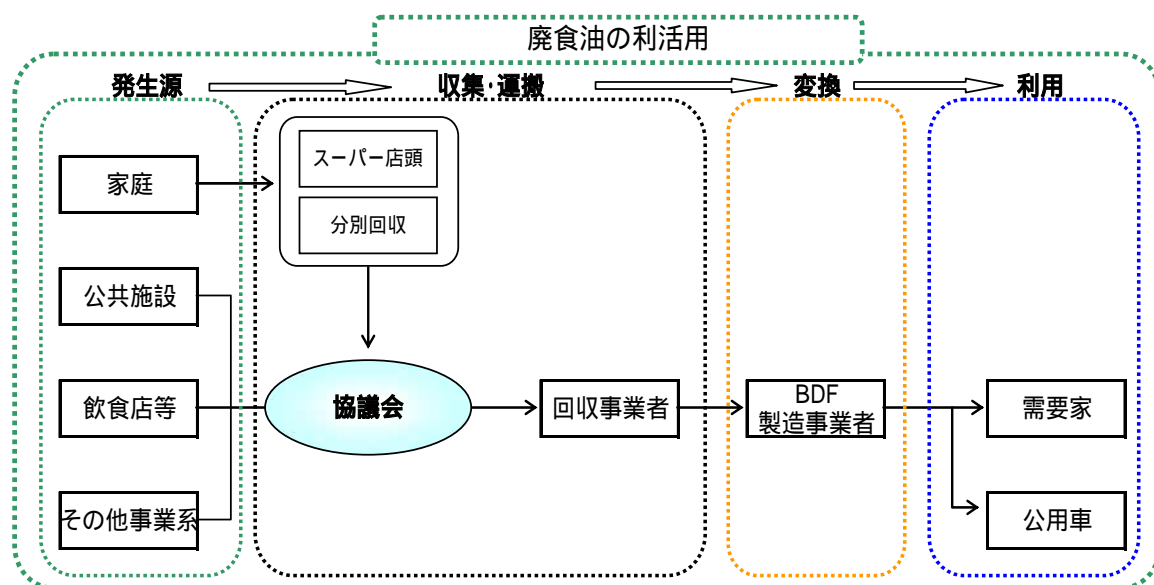 廃食油の利活用
発生源
収集・運搬
変換
利用
家庭
スーパー店頭
分別回収
公共施設
飲食店等
協議会
回収事業者
BDF
製造事業者
需要家
その他事業系
公用車